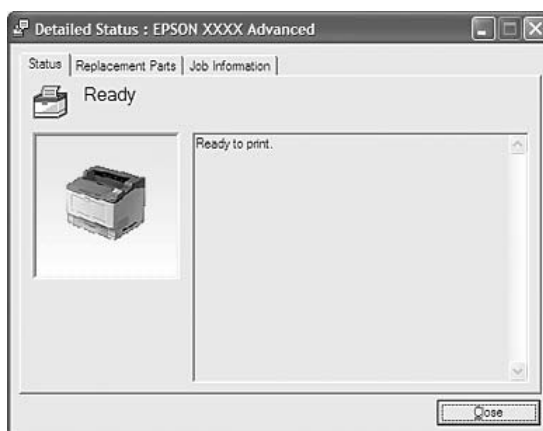 Detailed Status : EPSON XXXX Advanced
Status Replacement Parts Job Information
Ready
Ready to print.
Close